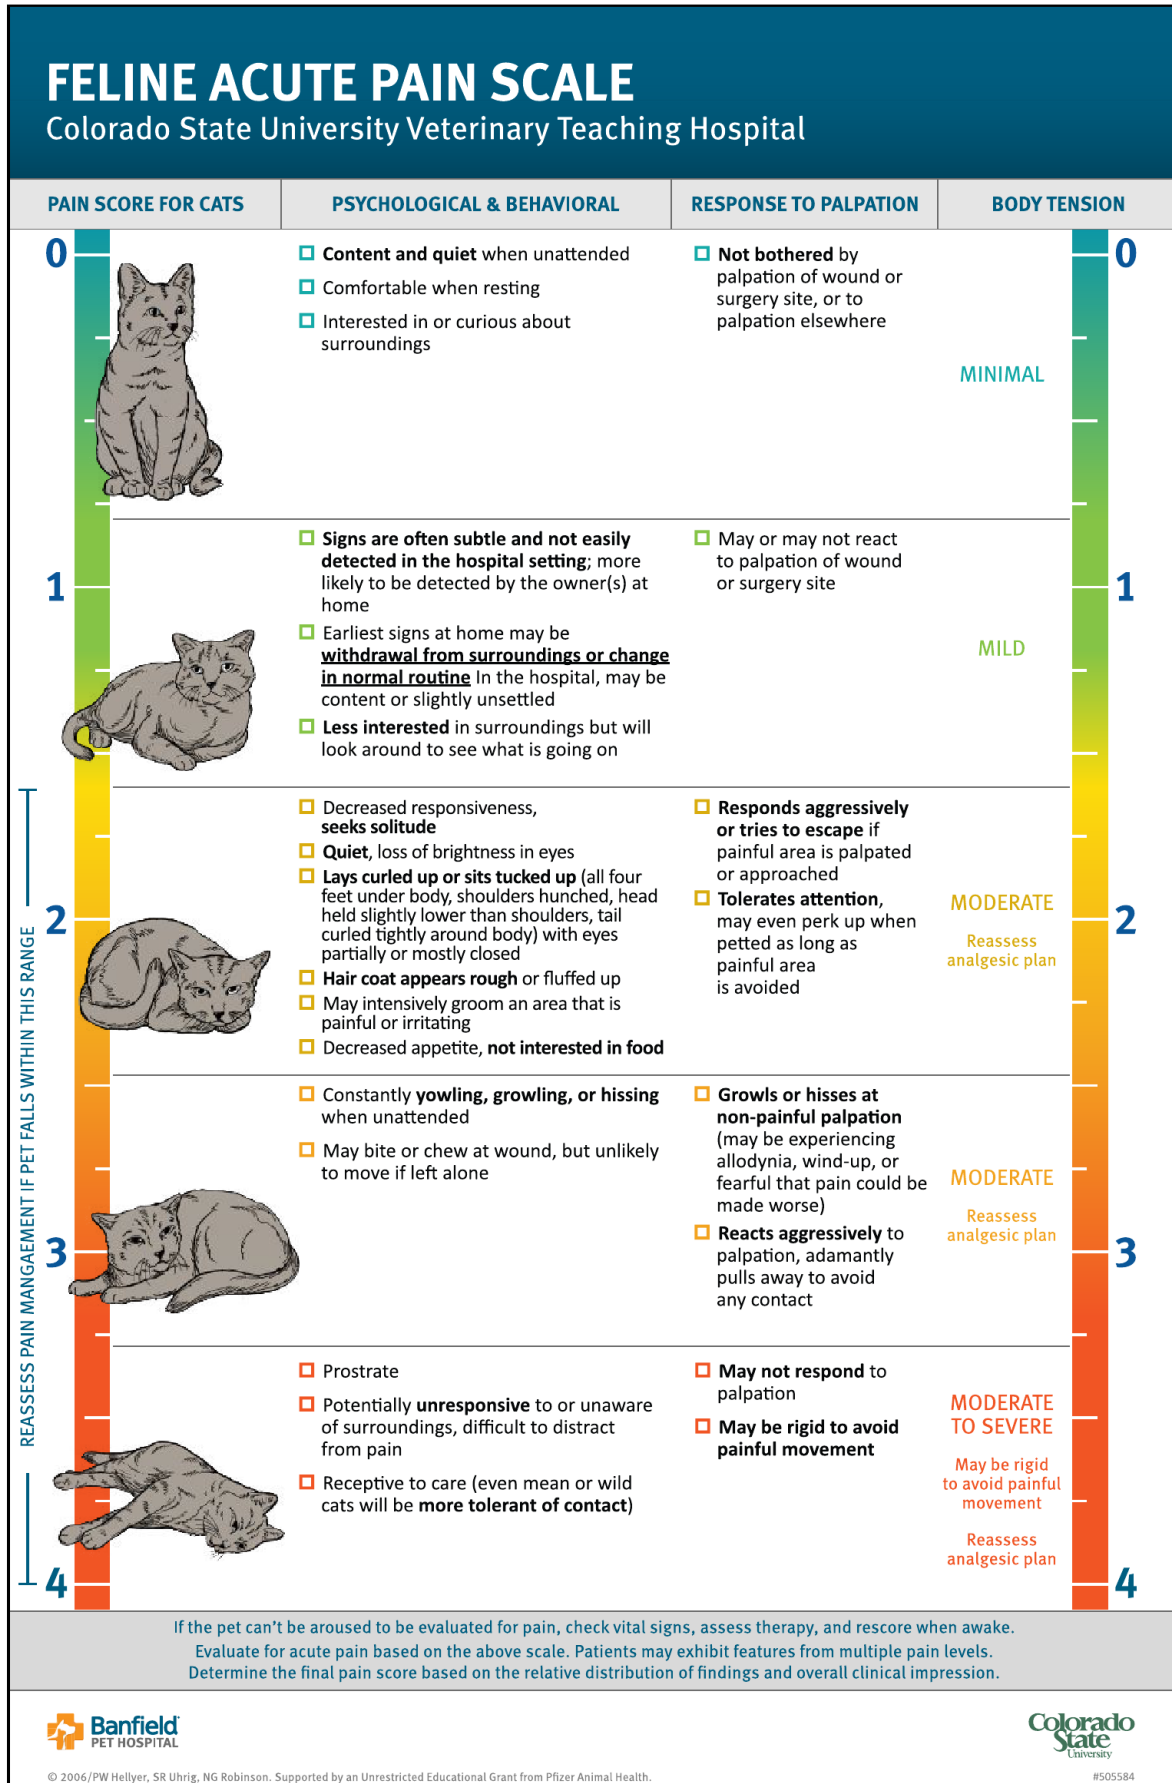 FELINE ACUTE PAIN SCALE
Colorado State University Veterinary Teaching Hospital
PAIN SCORE FOR CATS
PSYCHOLOGICAL & BEHAVIORAL
RESPONSE TO PALPATION
BODY TENSION
0
Content and quiet when unattended
Comfortable when resting
Interested in or curious about
surroundings
Not bothered by
palpation of wound or
surgery site, or to
palpation elsewhere
MINIMAL
0
1
Signs are often subtle and not easily
detected in the hospital setting; more
likely to be detected by the owner(s) at
home
Earliest signs at home may be
withdrawal from surroundings or change
in normal routine In the hospital, may be
content or slightly unsettled
Less interested in surroundings but will
look around to see what is going on
May or may not react
to palpation of wound
or surgery site
MILD
1
REASSESS PAIN MANGAEMENT IF PET FALLS WITHIN THIS RANGE
2
Decreased responsiveness,
seeks solitude
Quiet, loss of brightness in eyes
Lays curled up or sits tucked up (all four
feet under body, shoulders hunched, head
held slightly lower than shoulders, tail
curled tightly around body) with eyes
partially or mostly closed
Hair coat appears rough or fluffed up
May intensively groom an area that is
painful or irritating
Decreased appetite, not interested in food
Responds aggressively
or tries to escape if
painful area is palpated
or approached
Tolerates attention,
may even perk up when
petted as long as
painful area
is avoided
MODERATE
Reassess
analgesic plan
2
3
Constantly yowling, growling, or hissing
when unattended
May bite or chew at wound, but unlikely
to move if left alone
Growls or hisses at
non-painful palpation
(may be experiencing
allodynia, wind-up, or
fearful that pain could be
made worse)
Reacts aggressively to
palpation, adamantly
pulls away to avoid
any contact
MODERATE
Reassess
analgesic plan
3
4
Prostrate
Potentially unresponsive to or unaware
of surroundings, difficult to distract
from pain
Receptive to care (even mean or wild
cats will be more tolerant of contact)
May not respond to
palpation
May be rigid to avoid
painful movement
MODERATE
TO SEVERE
May be rigid
to avoid painful
movement
Reassess
analgesic plan
4
If the pet can't be aroused to be evaluated for pain, check vital signs, assess therapy, and rescore when awake.
Evaluate for acute pain based on the above scale. Patients may exhibit features from multiple pain levels.
Determine the final pain score based on the relative distribution of findings and overall clinical impression.
Banfield
PET HOSPITAL
Colorado
State
University
© 2006/PW Hellyer, SR Uhrig, NG Robinson. Supported by an Unrestricted Educational Grant from Pfizer Animal Health.
#505584